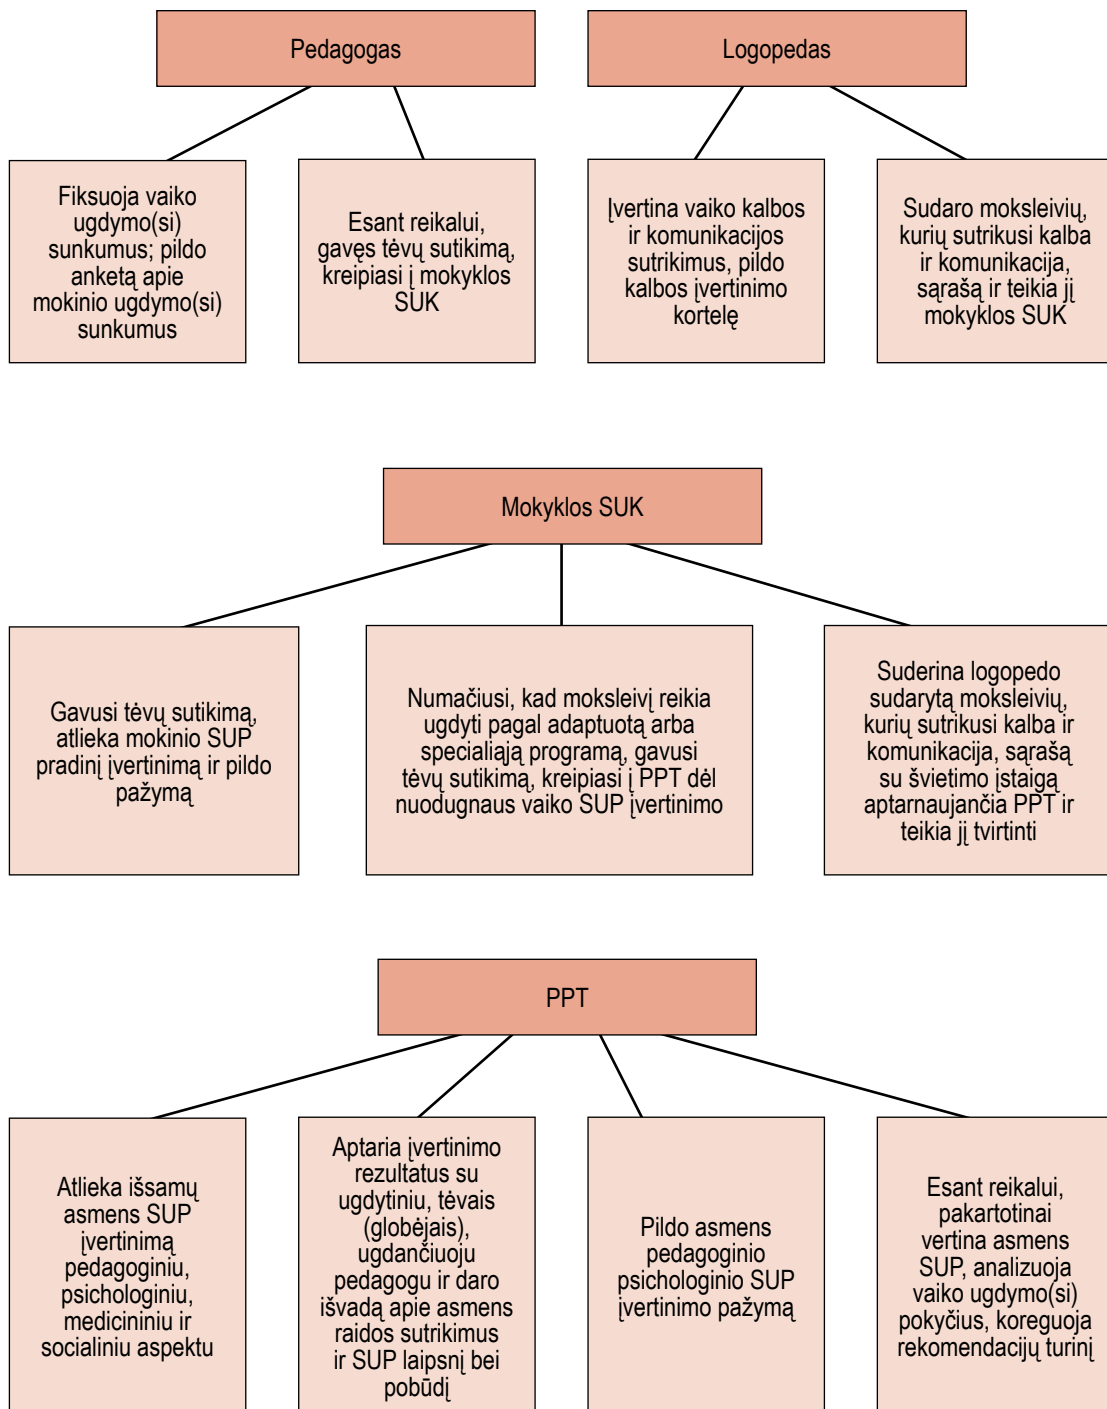 Pedagogas
Logopedas
Fiksuoja vaiko
ugdymo(si)
sunkumus; pildo
anketą apie
mokinio ugdymo(si)
sunkumus
Esant reikalui,
gavęs tėvų sutikimą,
kreipiasi į mokyklos
SUK
Įvertina vaiko kalbos
ir komunikacijos
sutrikimus, pildo
kalbos įvertinimo
kortelę
Sudaro moksleivių,
kurių sutrikusi kalba
ir komunikacija,
sąrašą ir teikia jį
mokyklos SUK
Mokyklos SUK
Gavusi tėvų sutikimą,
atlieka mokinio SUP
pradinį įvertinimą ir pildo
pažymą
Numačiusi, kad moksleivį reikia
ugdyti pagal adaptuotą arba
specialiąją programą, gavusi
tėvų sutikimą, kreipiasi į PPT dėl
nuodugnaus vaiko SUP įvertinimo
Suderina logopedo
sudarytą moksleivių,
kurių sutrikusi kalba ir
komunikacija, sąrašą
su švietimo įstaigą
aptarnaujančia PPT ir
teikia jį tvirtinti
PPT
Atlieka išsamų
asmens SUP
įvertinimą
pedagoginiu,
psichologiniu,
medicininiu ir
socialiniu aspektu
Aptaria įvertinimo
rezultatus su
ugdytiniu, tėvais
(globėjais),
ugdančiuoju
pedagogu ir daro
išvadą apie asmens
raidos sutrikimus
ir SUP laipsnį bei
pobūdį
Pildo asmens
pedagoginio
psichologinio SUP
įvertinimo pažymą
Esant reikalui,
pakartotinai
vertina asmens
SUP, analizuoja
vaiko ugdymo(si)
pokyčius, koreguoja
rekomendacijų turinį